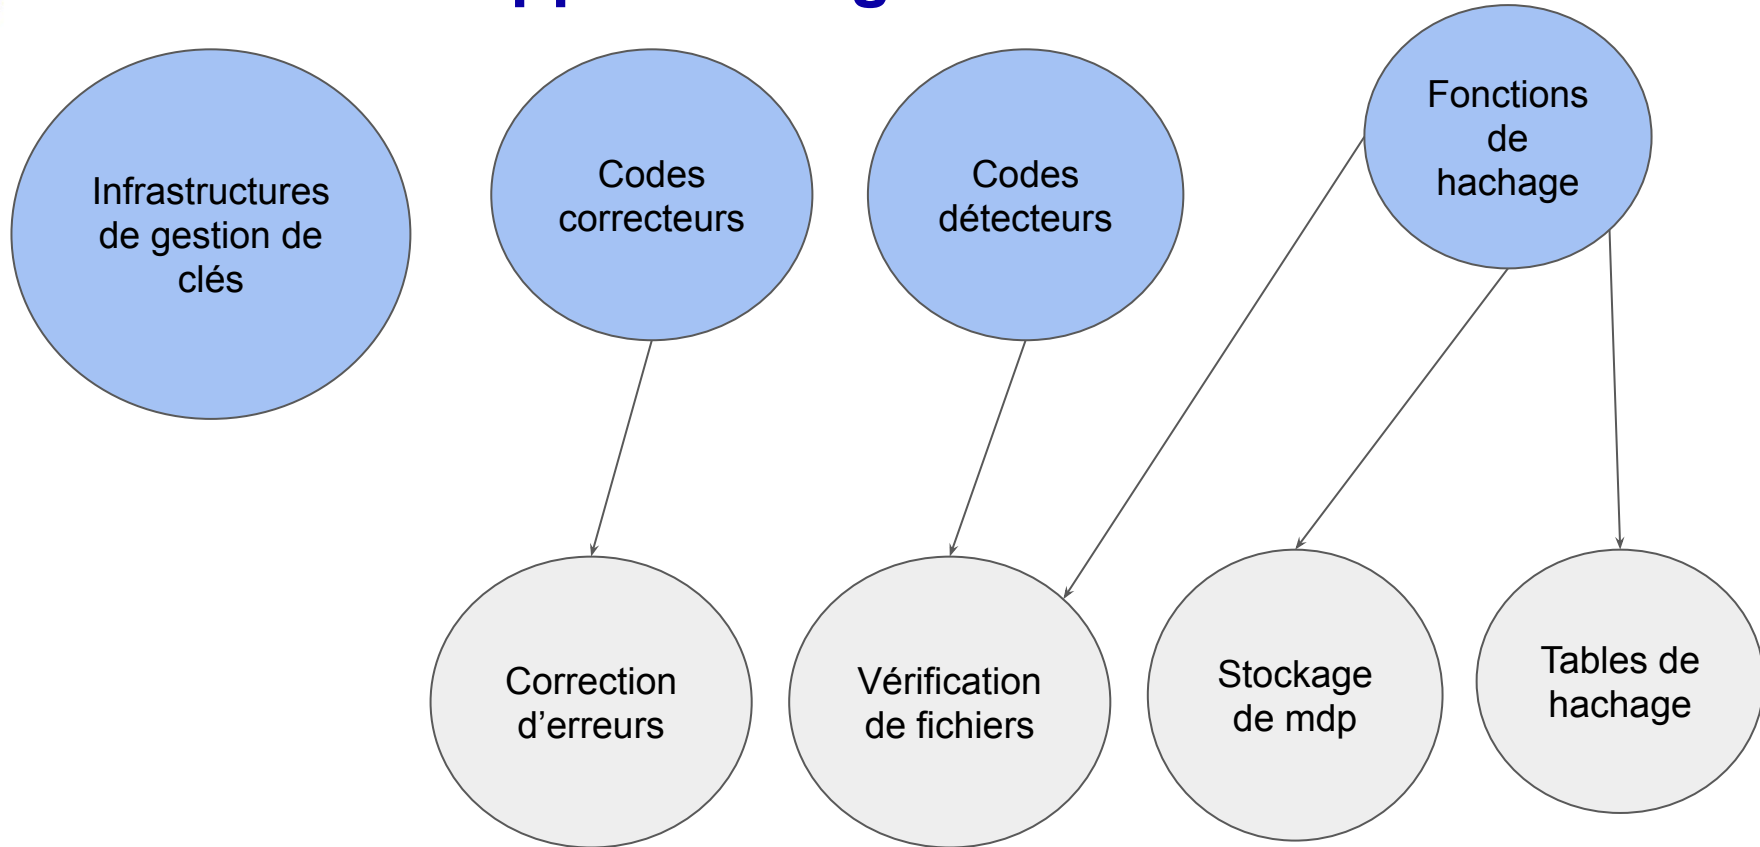 Infrastructures
de gestion de
clés
Codes
correcteurs
Codes
détecteurs
Fonctions
de
hachage
Correction
d’erreurs
Vérification
de fichiers
Stockage
de mdp
Tables de
hachage